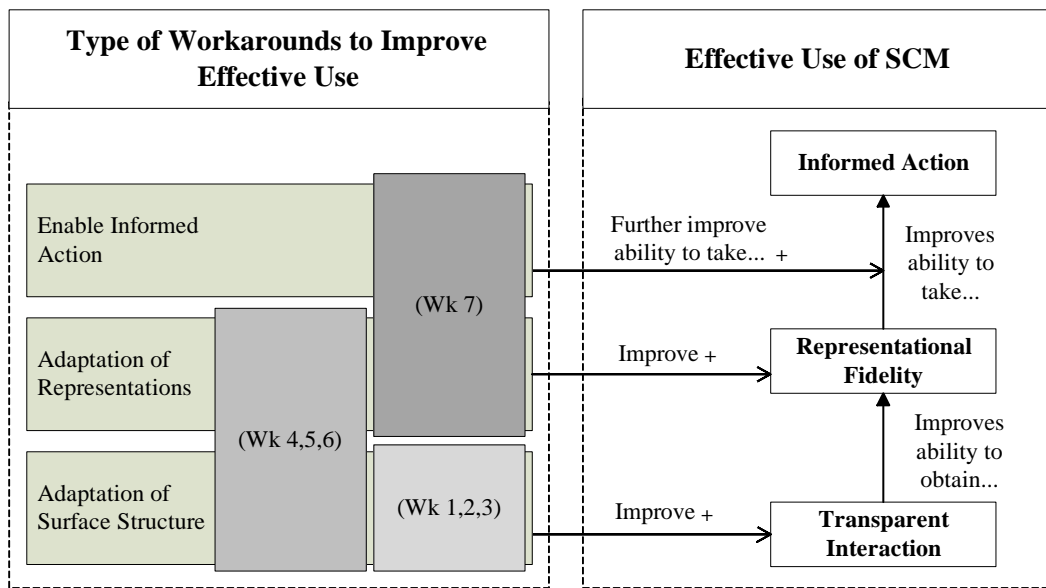 Type of Workarounds to Improve
Effective Use
Effective Use of SCM
Enable Informed
Action
Adaptation of
Representations
Adaptation of
Surface Structure
(Wk 7)
(Wk 4,5,6)
(Wk 1,2,3)
Further improve
ability to take... +
Improve +
Improve +
Informed Action
Improves
ability to
take...
Representational
Fidelity
Improves
ability to
obtain...
Transparent
Interaction